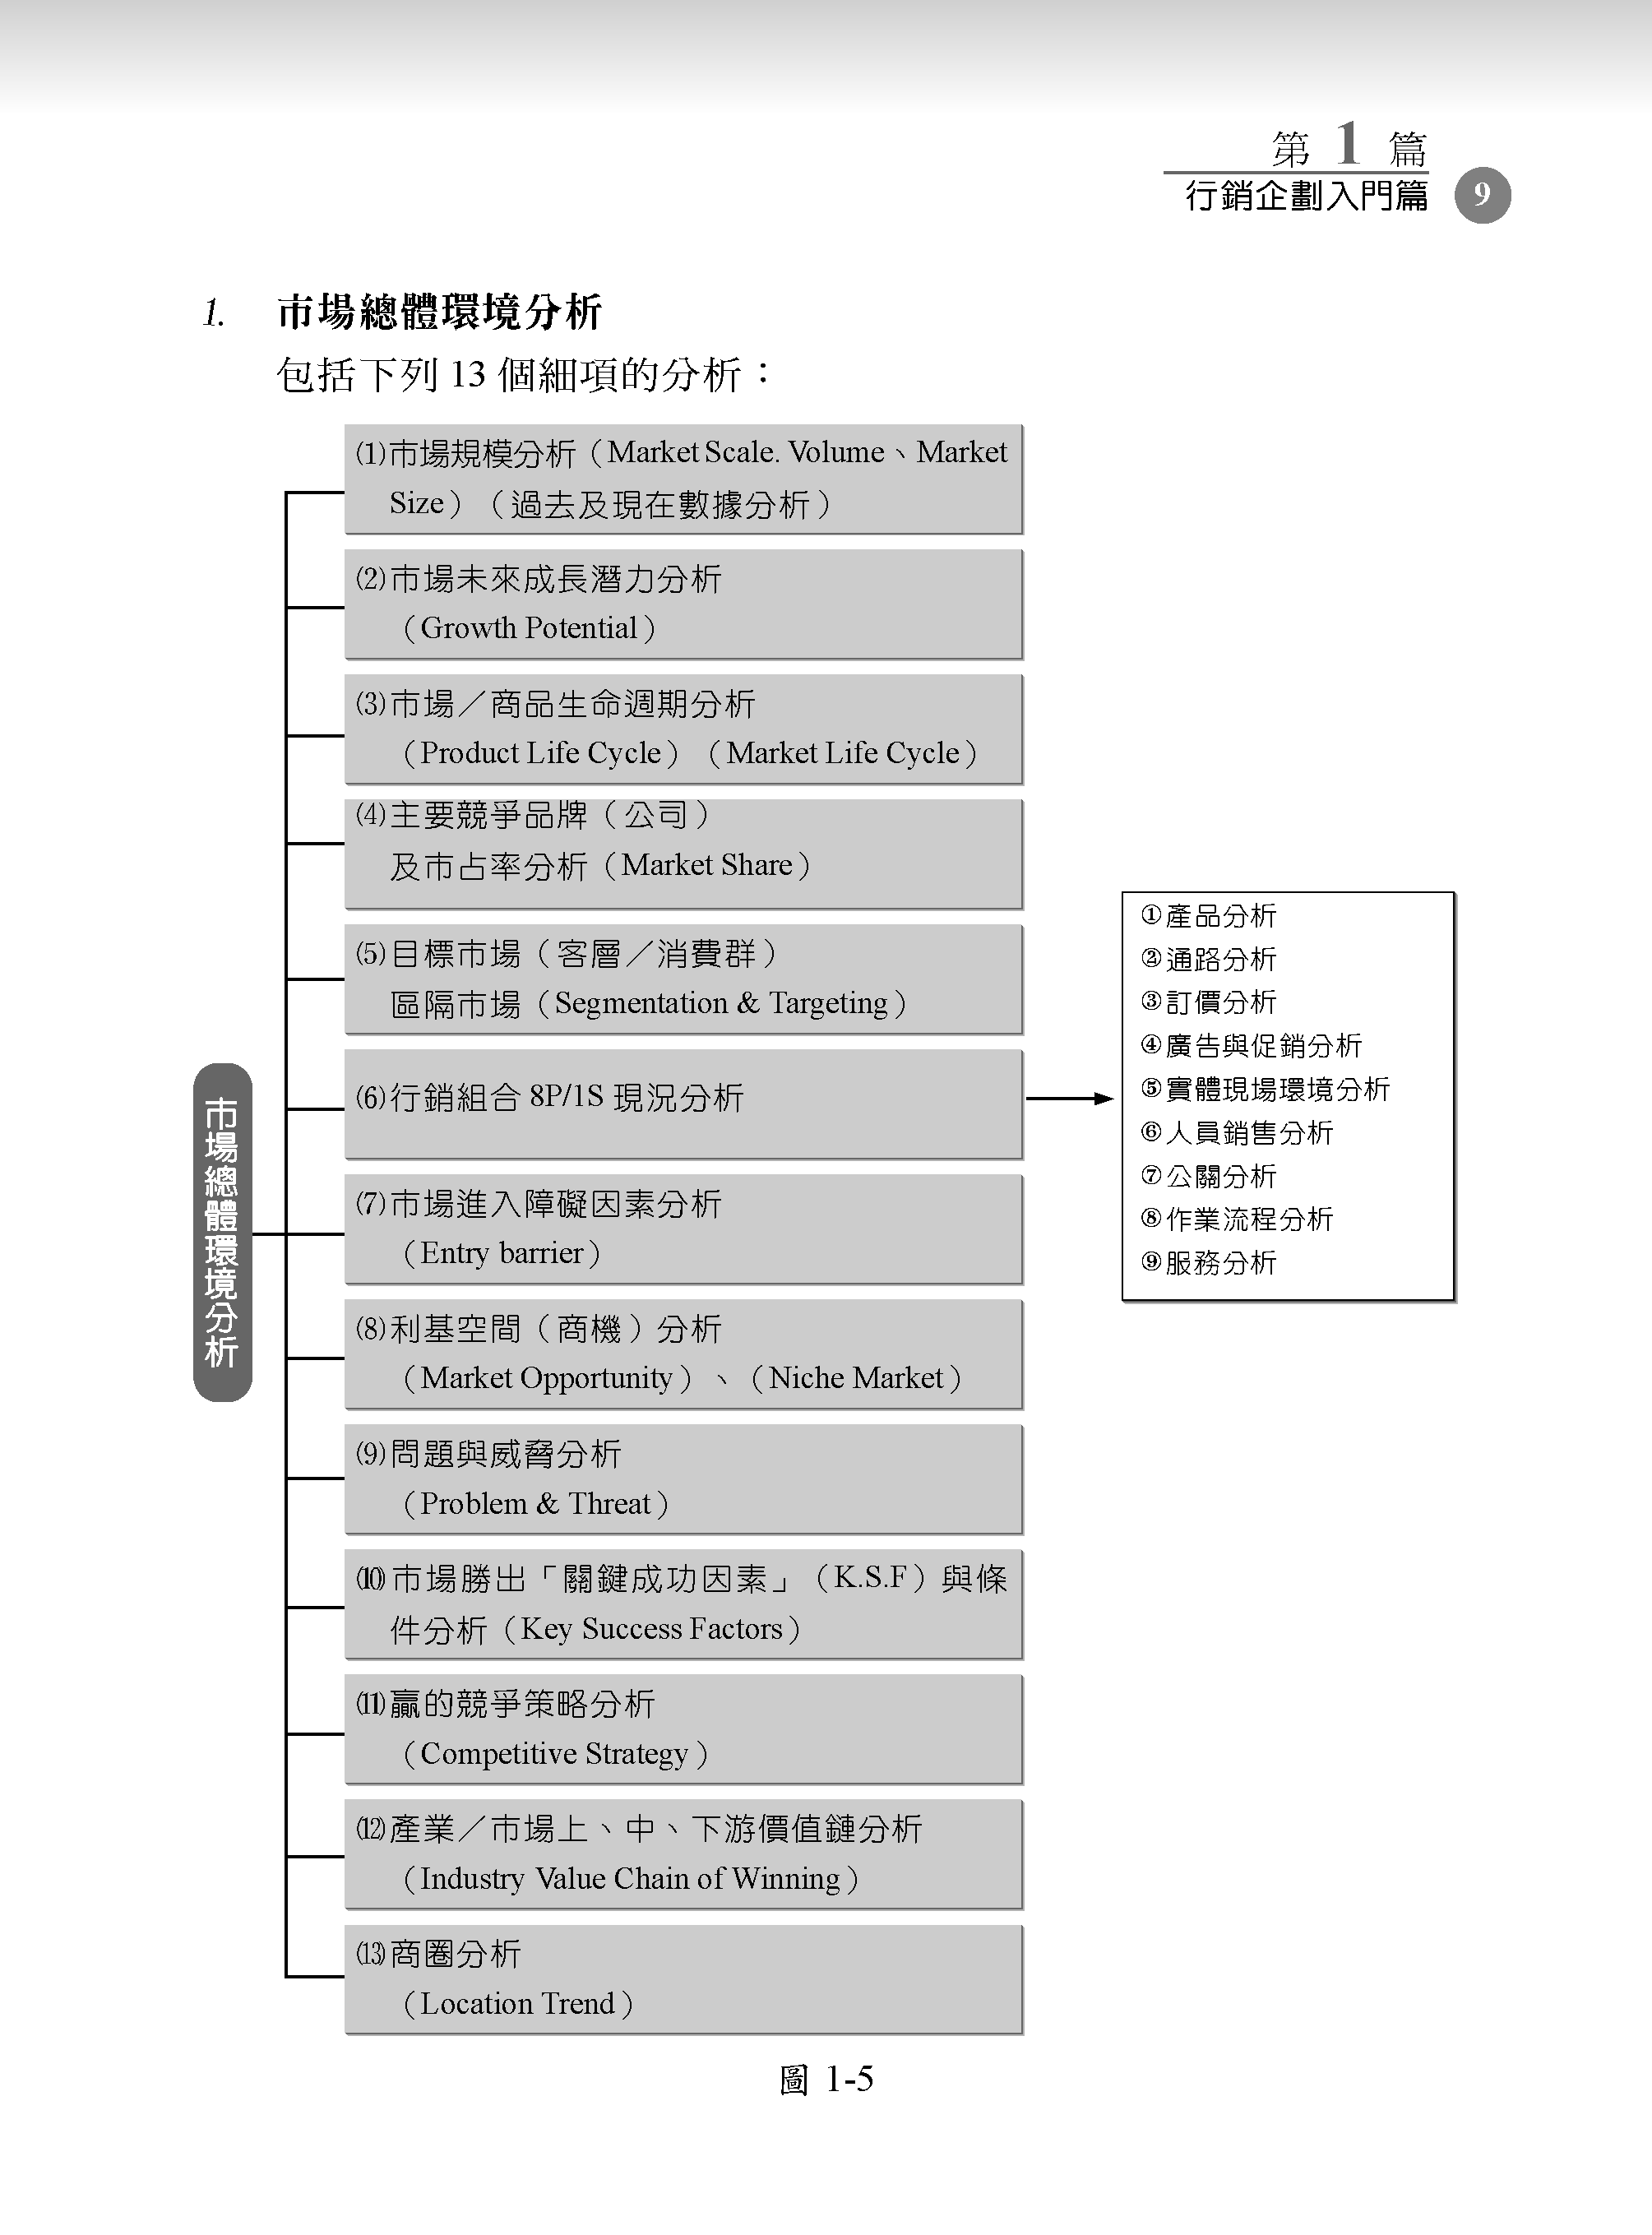 第 1 篇
行銷企劃入門篇 9
1. 市場總體環境分析
包括下列 13 個細項的分析：
市場總體環境分析
⑴市場規模分析（Market Scale. Volume、Market
Size）（過去及現在數據分析）
⑵市場未來成長潛力分析
（Growth Potential）
⑶市場／商品生命週期分析
（Product Life Cycle）（Market Life Cycle）
⑷主要競爭品牌（公司）
及市占率分析（Market Share）
⑸目標市場（客層／消費群）
區隔市場（Segmentation & Targeting）
⑹行銷組合 8P/1S 現況分析
①產品分析
②通路分析
③訂價分析
④廣告與促銷分析
⑤實體現場環境分析
⑥人員銷售分析
⑦公關分析
⑧作業流程分析
⑨服務分析
⑺市場進入障礙因素分析
（Entry barrier）
⑻利基空間（商機）分析
（Market Opportunity）、（Niche Market）
⑼問題與威脅分析
（Problem & Threat）
⑽市場勝出「關鍵成功因素」（K.S.F）與條
件分析（Key Success Factors）
⑾贏的競爭策略分析
（Competitive Strategy）
⑿產業／市場上、中、下游價值鏈分析
（Industry Value Chain of Winning）
⒀商圈分析
（Location Trend）
圖 1-5